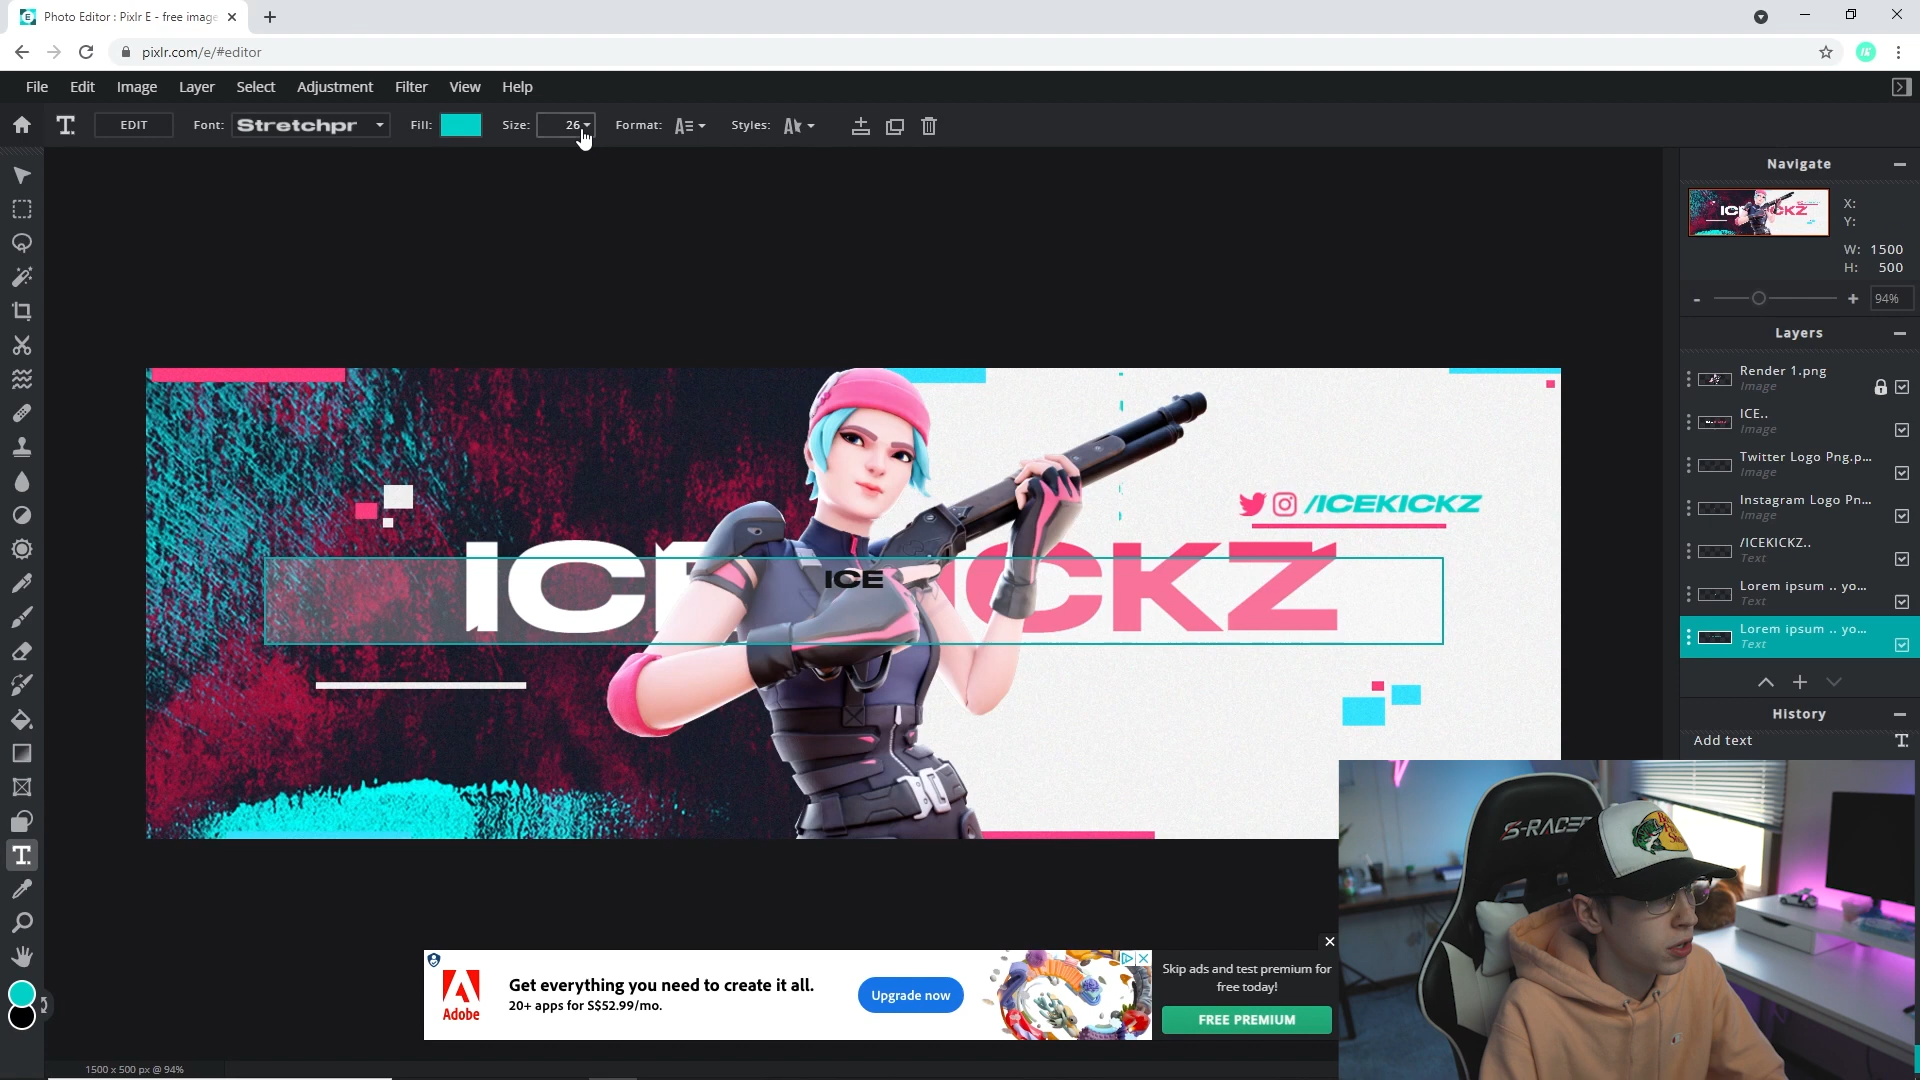 Photo Editor : Pixlr E - free image
pixlr.com/e/#editor
File Edit Image Layer Select Adjustment Filter View Help
EDIT Font: Stretchpr Fill: Size: 26 Format: Styles:
Navigate
X:
Y:
W: 1500
H: 500
94%
Layers
Render 1.png
Image
ICE..
Image
Twitter Logo Png.p...
Image
Instagram Logo Pn...
Image
/ICEKICKZ..
Text
Lorem ipsum .. yo...
Text
Lorem ipsum .. yo...
Text
History
Add text
/ICEKICKZ
ICE
ICKZ
S-RACER
Adobe
Get everything you need to create it all.
20+ apps for S$52.99/mo.
Upgrade now
Skip ads and test premium for
free today!
FREE PREMIUM
1500 x 500 px @ 94%